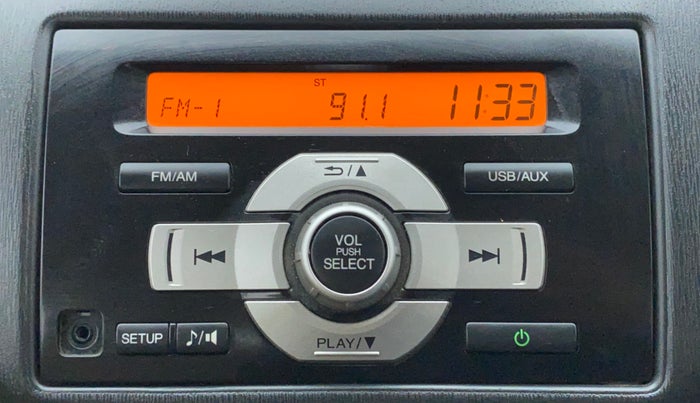 ST
FM-1 91.1 11:33
FM/AM
USB/AUX
VOL
PUSH
SELECT
SETUP
PLAY/▼